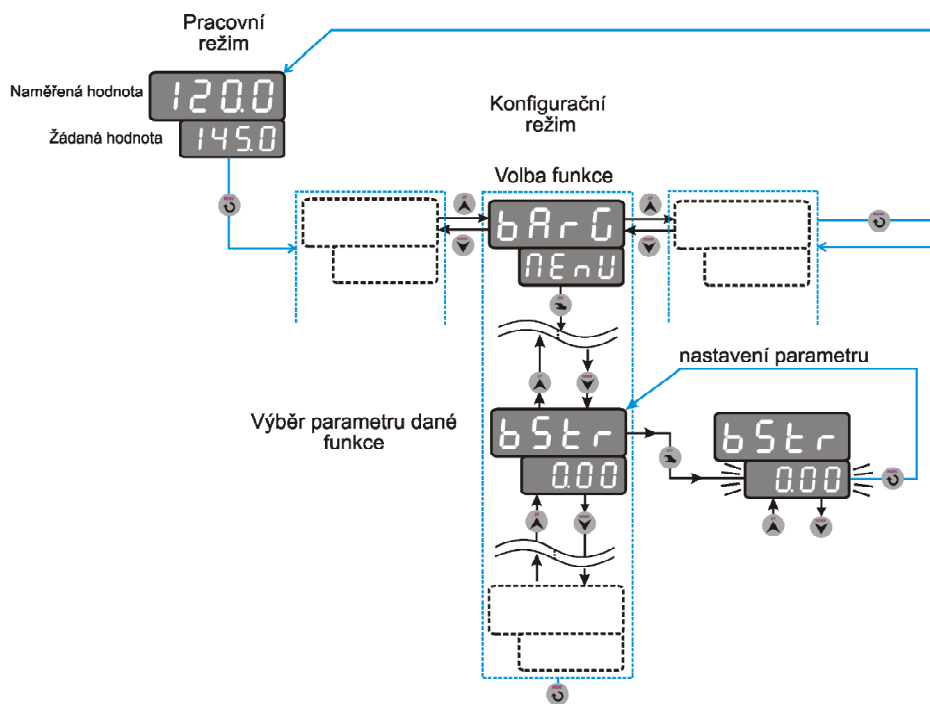 Pracovní
režim
Naměřená hodnota
120.0
Žádaná hodnota
145.0
Konfigurační
režim
Volba funkce
bArG
MEnU
nastavení parametru
Výběr parametru dané
funkce
bStr
0.00
bStr
0.00